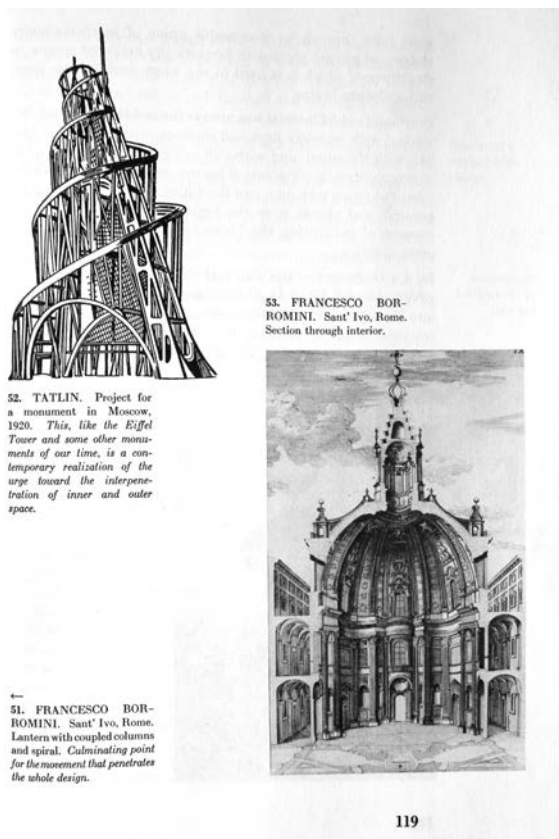 53. FRANCESCO BOR-
ROMINI. Sant' Ivo, Rome.
Section through interior.
52. TATLIN. Project for
a monument in Moscow,
1920. This, like the Eiffel
Tower and some other monu-
ments of our time, is a con-
temporary realization of the
urge toward the interpene-
tration of inner and outer
space.
←
51. FRANCESCO BOR-
ROMINI. Sant' Ivo, Rome.
Lantern with coupled columns
and spiral. Culminating point
for the movement that penetrates
the whole design.
119